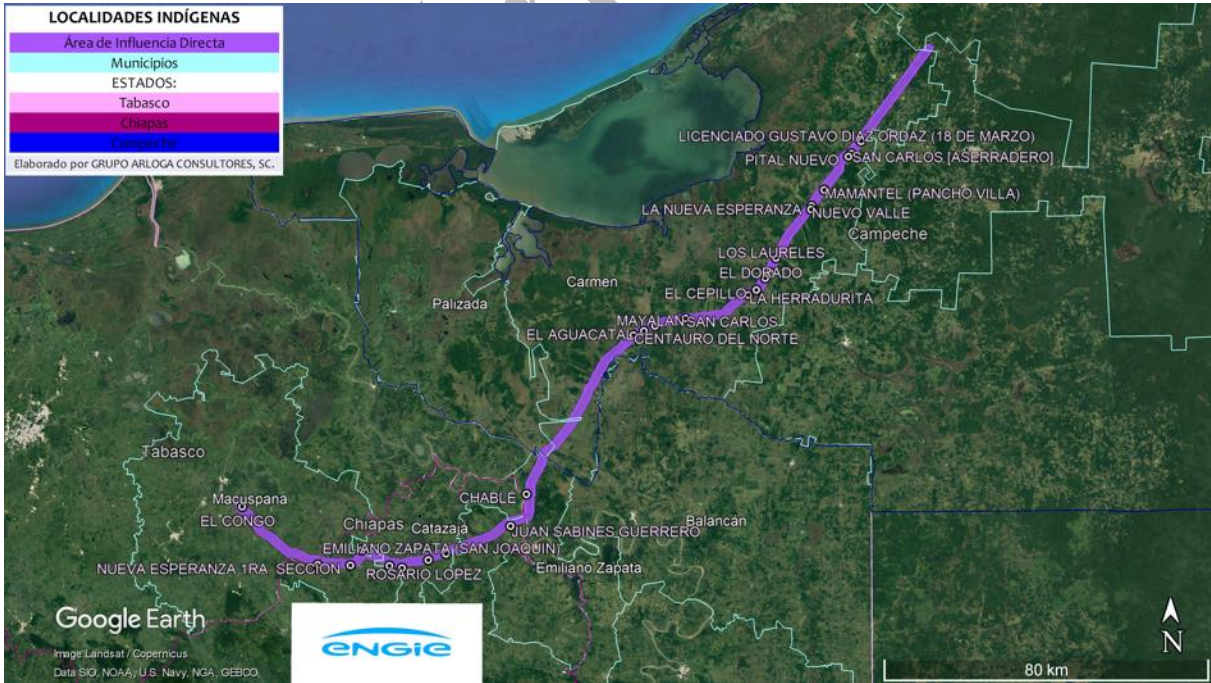 LOCALIDADES INDÍGENAS
Área de Influencia Directa
Municipios
ESTADOS:
Tabasco
Chiapas
Campeche
Elaborado por GRUPO ARLOGA CONSULTORES, SC.
LICENCIADO GUSTAVO DIAZ ORDAZ (18 DE MARZO)
PITAL NUEVO
SAN CARLOS [ASERRADERO]
MAMANTEL (PANCHO VILLA)
LA NUEVA ESPERANZA
NUEVO VALLE
Campeche
LOS LAURELES
EL DORADO
Carmen
EL CEPILLO
LA HERRADURITA
Palizada
MAYALAN
SAN CARLOS
EL AGUACATAL
CENTAURO DEL NORTE
Tabasco
Macuspana
EL CONGO
CHABLE
Chiapas
Catazajá
JUAN SABINES GUERRERO
Balancán
EMILIANO ZAPATA (SAN JOAQUIN)
NUEVA ESPERANZA 1RA. SECCION
ROSARIO LOPEZ
Emiliano Zapata
Google Earth
Image Landsat / Copernicus
Data SIO, NOAA, U.S. Navy, NGA, GEBCO
ENGIE
N
80 km